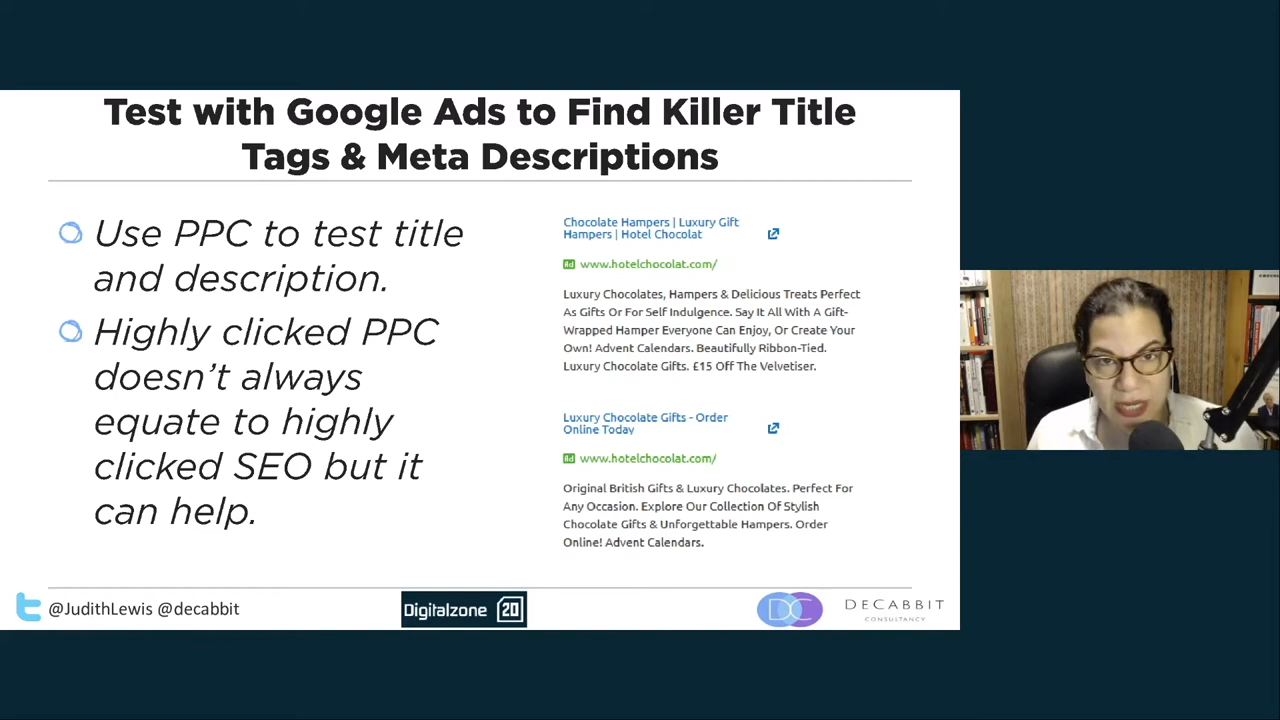 Test with Google Ads to Find Killer Title
Tags & Meta Descriptions
Use PPC to test title
and description.
Highly clicked PPC
doesn't always
equate to highly
clicked SEO but it
can help.
Chocolate Hampers | Luxury Gift
Hampers | Hotel Chocolat
Ad www.hotelchocolat.com/
Luxury Chocolates, Hampers & Delicious Treats Perfect
As Gifts Or For Self Indulgence. Say It All With A Gift-
Wrapped Hamper Everyone Can Enjoy, Or Create Your
Own! Advent Calendars. Beautifully Ribbon-Tied.
Luxury Chocolate Gifts. £15 Off The Velvetiser.
Luxury Chocolate Gifts - Order
Online Today
Ad www.hotelchocolat.com/
Original British Gifts & Luxury Chocolates. Perfect For
Any Occasion. Explore Our Collection Of Stylish
Chocolate Gifts & Unforgettable Hampers. Order
Online! Advent Calendars.
@JudithLewis @decabbit
Digitalzone 20
DC
DECABBIT
CONSULTANCY